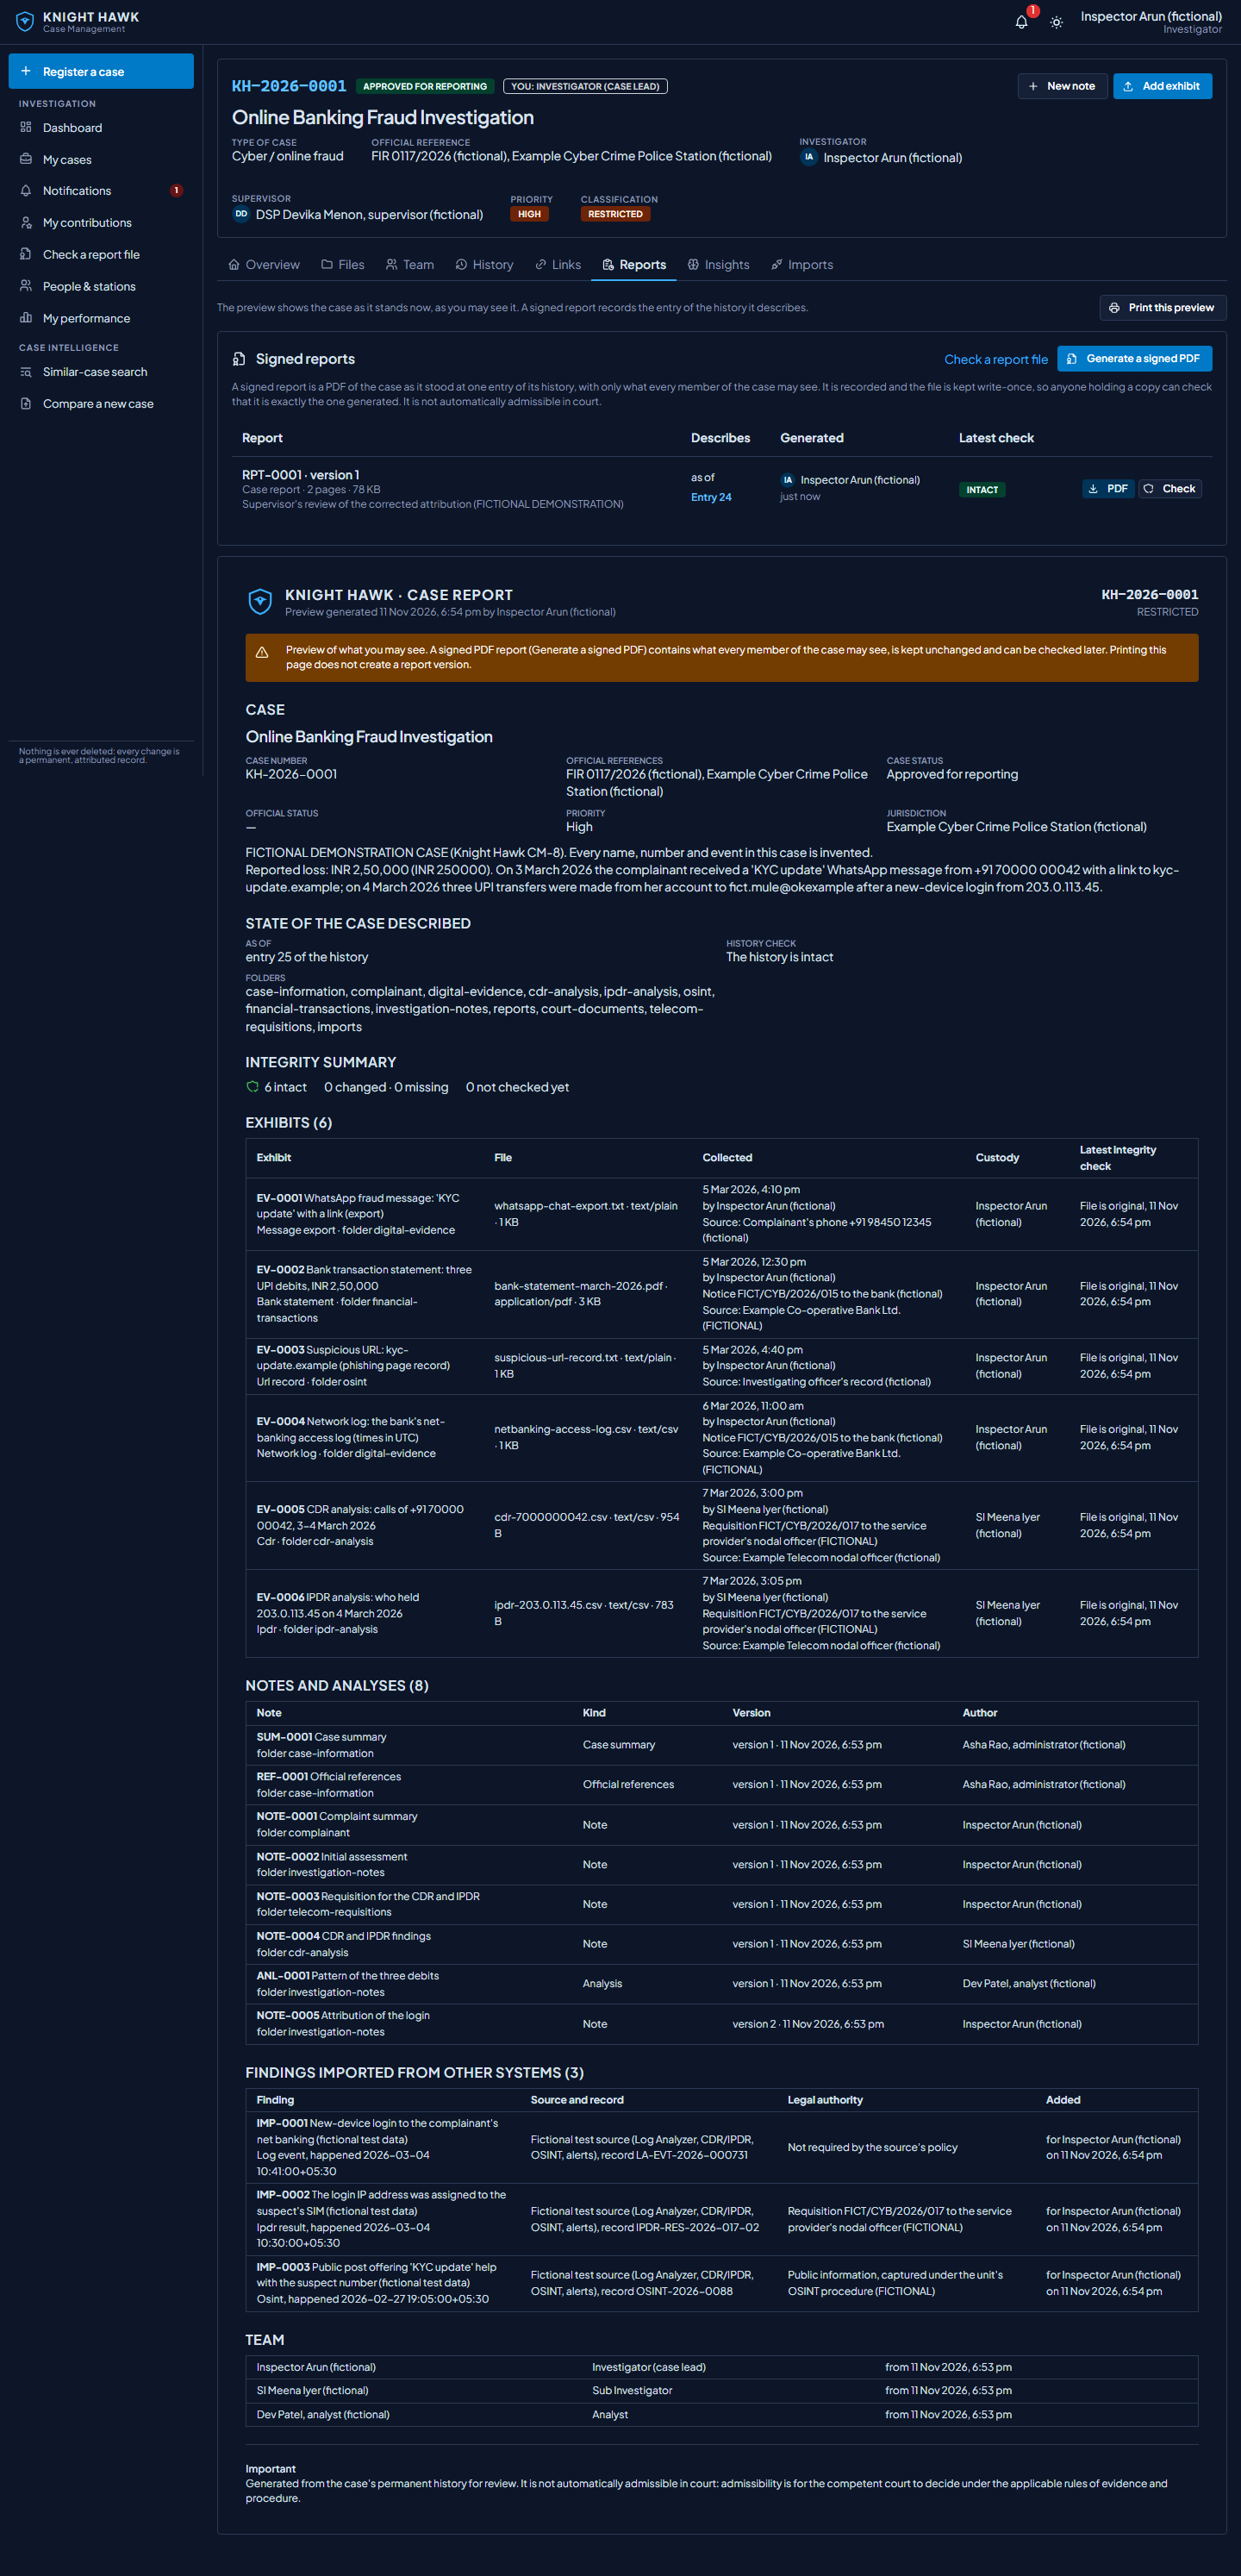 KNIGHT HAWK
Case Management
1
Inspector Arun (fictional)
Investigator
Register a case
INVESTIGATION
Dashboard
My cases
Notifications
1
My contributions
Check a report file
People & stations
My performance
CASE INTELLIGENCE
Similar-case search
Compare a new case
Nothing is ever deleted: every change is
a permanent, attributed record.
KH-2026-0001
APPROVED FOR REPORTING
YOU: INVESTIGATOR (CASE LEAD)
New note
Add exhibit
Online Banking Fraud Investigation
TYPE OF CASE
Cyber / online fraud
OFFICIAL REFERENCE
FIR 0117/2026 (fictional), Example Cyber Crime Police Station (fictional)
INVESTIGATOR
IA Inspector Arun (fictional)
SUPERVISOR
DD DSP Devika Menon, supervisor (fictional)
PRIORITY
HIGH
CLASSIFICATION
RESTRICTED
Overview
Files
Team
History
Links
Reports
Insights
Imports
The preview shows the case as it stands now, as you may see it. A signed report records the entry of the history it describes.
Print this preview
Signed reports
Check a report file
Generate a signed PDF
A signed report is a PDF of the case as it stood at one entry of its history, with only what every member of the case may see. It is recorded and the file is kept write-once, so anyone holding a copy can check
that it is exactly the one generated. It is not automatically admissible in court.
Report
Describes
Generated
Latest check
RPT-0001 · version 1
Case report · 2 pages · 78 KB
Supervisor's review of the corrected attribution (FICTIONAL DEMONSTRATION)
as of
Entry 24
IA Inspector Arun (fictional)
just now
INTACT
PDF
Check
KNIGHT HAWK · CASE REPORT
Preview generated 11 Nov 2026, 6:54 pm by Inspector Arun (fictional)
KH-2026-0001
RESTRICTED
Preview of what you may see. A signed PDF report (Generate a signed PDF) contains what every member of the case may see, is kept unchanged and can be checked later. Printing this
page does not create a report version.
CASE
Online Banking Fraud Investigation
CASE NUMBER
KH-2026-0001
OFFICIAL REFERENCES
FIR 0117/2026 (fictional), Example Cyber Crime Police
Station (fictional)
CASE STATUS
Approved for reporting
OFFICIAL STATUS
—
PRIORITY
High
JURISDICTION
Example Cyber Crime Police Station (fictional)
FICTIONAL DEMONSTRATION CASE (Knight Hawk CM-8). Every name, number and event in this case is invented.
Reported loss: INR 2,50,000 (INR 250000). On 3 March 2026 the complainant received a 'KYC update' WhatsApp message from +91 70000 00042 with a link to kyc-
update.example; on 4 March 2026 three UPI transfers were made from her account to fict.mule@okexample after a new-device login from 203.0.113.45.
STATE OF THE CASE DESCRIBED
AS OF
entry 25 of the history
HISTORY CHECK
The history is intact
FOLDERS
case-information, complainant, digital-evidence, cdr-analysis, ipdr-analysis, osint,
financial-transactions, investigation-notes, reports, court-documents, telecom-
requisitions, imports
INTEGRITY SUMMARY
6 intact 0 changed · 0 missing 0 not checked yet
EXHIBITS (6)
Exhibit
File
Collected
Custody
Latest integrity
check
EV-0001 WhatsApp fraud message: 'KYC
update' with a link (export)
Message export · folder digital-evidence
whatsapp-chat-export.txt · text/plain
· 1 KB
5 Mar 2026, 4:10 pm
by Inspector Arun (fictional)
Source: Complainant's phone +91 98450 12345
(fictional)
Inspector Arun
(fictional)
File is original, 11 Nov
2026, 6:54 pm
EV-0002 Bank transaction statement: three
UPI debits, INR 2,50,000
Bank statement · folder financial-
transactions
bank-statement-march-2026.pdf ·
application/pdf · 3 KB
5 Mar 2026, 12:30 pm
by Inspector Arun (fictional)
Notice FICT/CYB/2026/015 to the bank (fictional)
Source: Example Co-operative Bank Ltd.
(FICTIONAL)
Inspector Arun
(fictional)
File is original, 11 Nov
2026, 6:54 pm
EV-0003 Suspicious URL: kyc-
update.example (phishing page record)
Url record · folder osint
suspicious-url-record.txt · text/plain ·
1 KB
5 Mar 2026, 4:40 pm
by Inspector Arun (fictional)
Source: Investigating officer's record (fictional)
Inspector Arun
(fictional)
File is original, 11 Nov
2026, 6:54 pm
EV-0004 Network log: the bank's net-
banking access log (times in UTC)
Network log · folder digital-evidence
netbanking-access-log.csv · text/csv
· 1 KB
6 Mar 2026, 11:00 am
by Inspector Arun (fictional)
Notice FICT/CYB/2026/015 to the bank (fictional)
Source: Example Co-operative Bank Ltd.
(FICTIONAL)
Inspector Arun
(fictional)
File is original, 11 Nov
2026, 6:54 pm
EV-0005 CDR analysis: calls of +91 70000
00042, 3-4 March 2026
Cdr · folder cdr-analysis
cdr-7000000042.csv · text/csv · 954
B
7 Mar 2026, 3:00 pm
by SI Meena Iyer (fictional)
Requisition FICT/CYB/2026/017 to the service
provider's nodal officer (FICTIONAL)
Source: Example Telecom nodal officer (fictional)
SI Meena Iyer
(fictional)
File is original, 11 Nov
2026, 6:54 pm
EV-0006 IPDR analysis: who held
203.0.113.45 on 4 March 2026
Ipdr · folder ipdr-analysis
ipdr-203.0.113.45.csv · text/csv · 783
B
7 Mar 2026, 3:05 pm
by SI Meena Iyer (fictional)
Requisition FICT/CYB/2026/017 to the service
provider's nodal officer (FICTIONAL)
Source: Example Telecom nodal officer (fictional)
SI Meena Iyer
(fictional)
File is original, 11 Nov
2026, 6:54 pm
NOTES AND ANALYSES (8)
Note
Kind
Version
Author
SUM-0001 Case summary
folder case-information
Case summary
version 1 · 11 Nov 2026, 6:53 pm
Asha Rao, administrator (fictional)
REF-0001 Official references
folder case-information
Official references
version 1 · 11 Nov 2026, 6:53 pm
Asha Rao, administrator (fictional)
NOTE-0001 Complaint summary
folder complainant
Note
version 1 · 11 Nov 2026, 6:53 pm
Inspector Arun (fictional)
NOTE-0002 Initial assessment
folder investigation-notes
Note
version 1 · 11 Nov 2026, 6:53 pm
Inspector Arun (fictional)
NOTE-0003 Requisition for the CDR and IPDR
folder telecom-requisitions
Note
version 1 · 11 Nov 2026, 6:53 pm
Inspector Arun (fictional)
NOTE-0004 CDR and IPDR findings
folder cdr-analysis
Note
version 1 · 11 Nov 2026, 6:53 pm
SI Meena Iyer (fictional)
ANL-0001 Pattern of the three debits
folder investigation-notes
Analysis
version 1 · 11 Nov 2026, 6:53 pm
Dev Patel, analyst (fictional)
NOTE-0005 Attribution of the login
folder investigation-notes
Note
version 2 · 11 Nov 2026, 6:53 pm
Inspector Arun (fictional)
FINDINGS IMPORTED FROM OTHER SYSTEMS (3)
Finding
Source and record
Legal authority
Added
IMP-0001 New-device login to the complainant's
net banking (fictional test data)
Log event, happened 2026-03-04
10:41:00+05:30
Fictional test source (Log Analyzer, CDR/IPDR,
OSINT, alerts), record LA-EVT-2026-000731
Not required by the source's policy
for Inspector Arun (fictional)
on 11 Nov 2026, 6:54 pm
IMP-0002 The login IP address was assigned to the
suspect's SIM (fictional test data)
Ipdr result, happened 2026-03-04
10:30:00+05:30
Fictional test source (Log Analyzer, CDR/IPDR,
OSINT, alerts), record IPDR-RES-2026-017-02
Requisition FICT/CYB/2026/017 to the service
provider's nodal officer (FICTIONAL)
for Inspector Arun (fictional)
on 11 Nov 2026, 6:54 pm
IMP-0003 Public post offering 'KYC update' help
with the suspect number (fictional test data)
Osint, happened 2026-02-27 19:05:00+05:30
Fictional test source (Log Analyzer, CDR/IPDR,
OSINT, alerts), record OSINT-2026-0088
Public information, captured under the unit's
OSINT procedure (FICTIONAL)
for Inspector Arun (fictional)
on 11 Nov 2026, 6:54 pm
TEAM
Inspector Arun (fictional)
Investigator (case lead)
from 11 Nov 2026, 6:53 pm
SI Meena Iyer (fictional)
Sub Investigator
from 11 Nov 2026, 6:53 pm
Dev Patel, analyst (fictional)
Analyst
from 11 Nov 2026, 6:53 pm
Important
Generated from the case's permanent history for review. It is not automatically admissible in court: admissibility is for the competent court to decide under the applicable rules of evidence and
procedure.